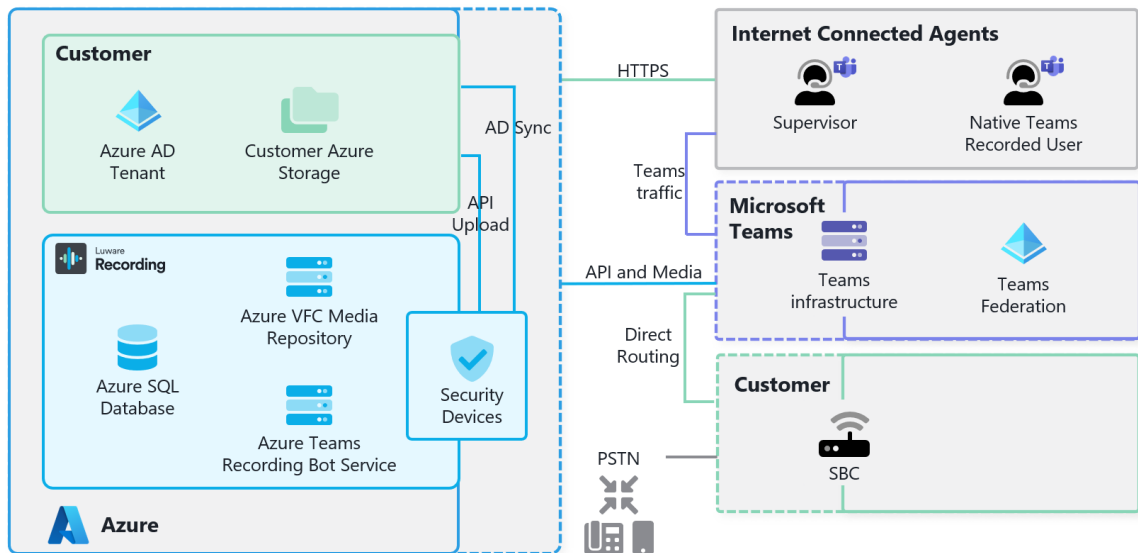 Customer
Azure AD
Tenant
Customer Azure
Storage
AD Sync
API
Upload
Luware
Recording
Azure VFC Media
Repository
Azure SQL
Database
Azure Teams
Recording Bot Service
Security
Devices
Azure
HTTPS
Teams
traffic
API and Media
Direct
Routing
PSTN
Internet Connected Agents
T
Supervisor
T
Native Teams
Recorded User
Microsoft
Teams
Teams
infrastructure
Teams
Federation
Customer
SBC